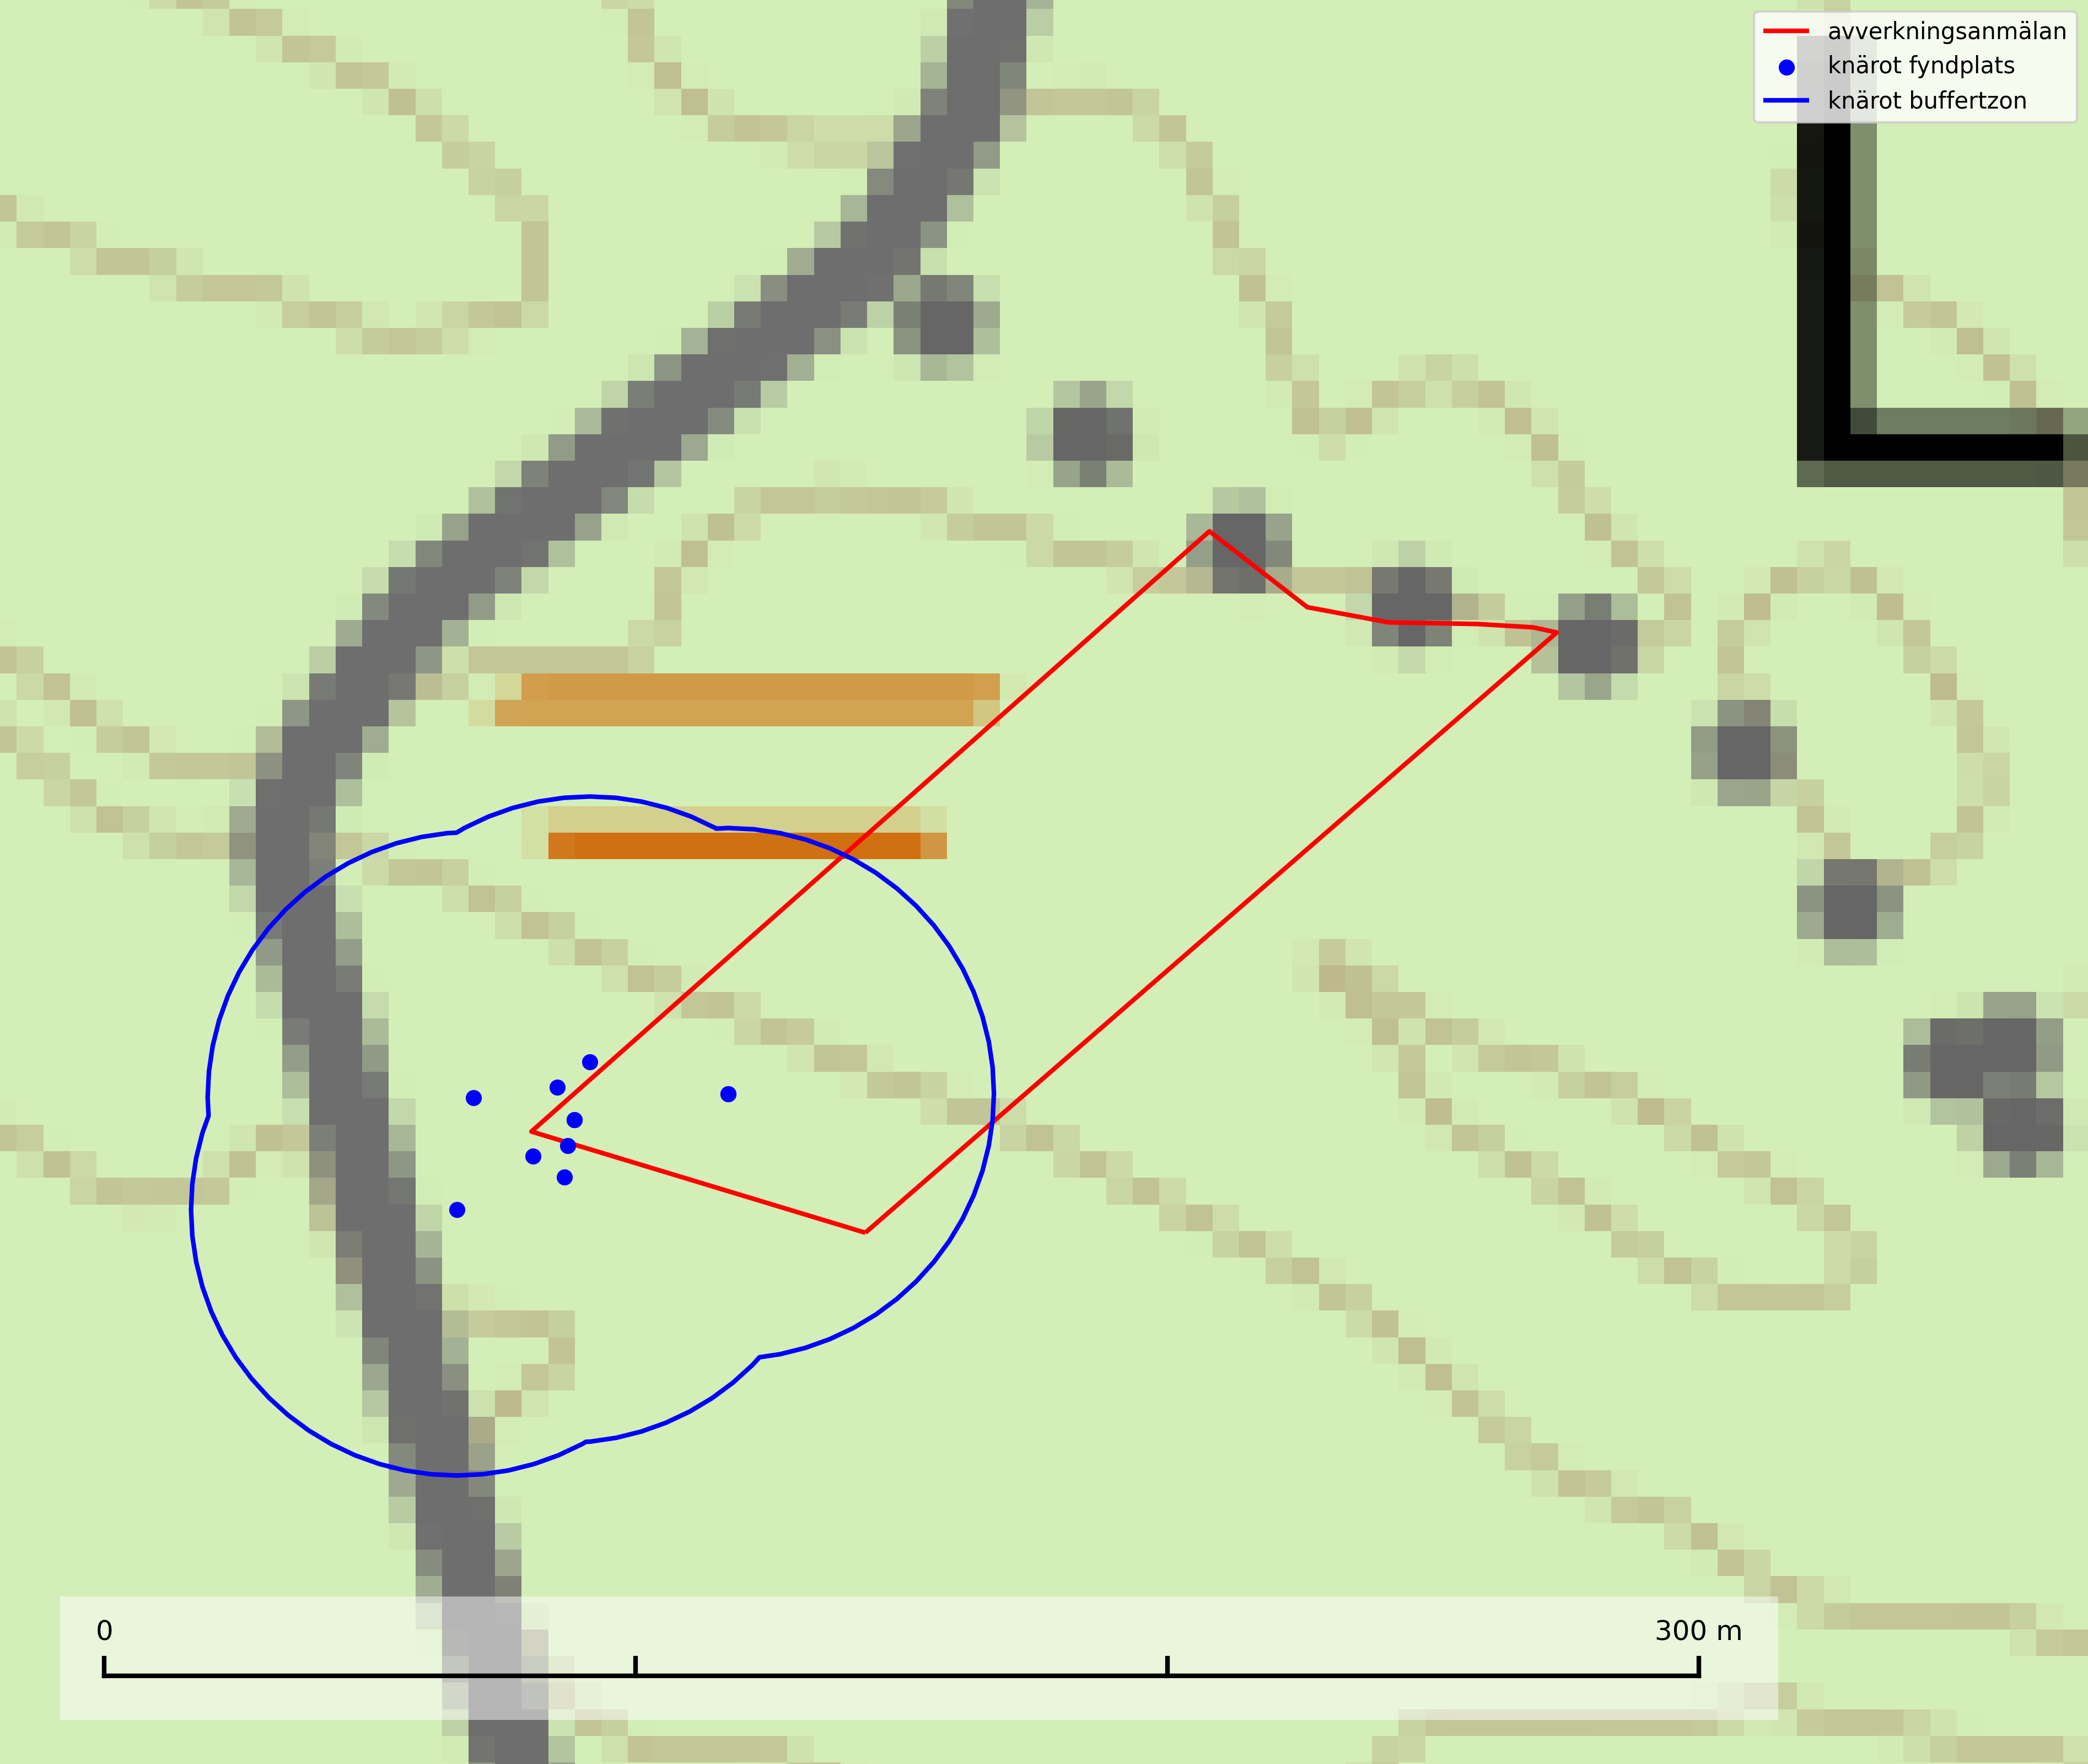 avverkningsanmälan
knärot fyndplats
knärot buffertzon
0
300 m